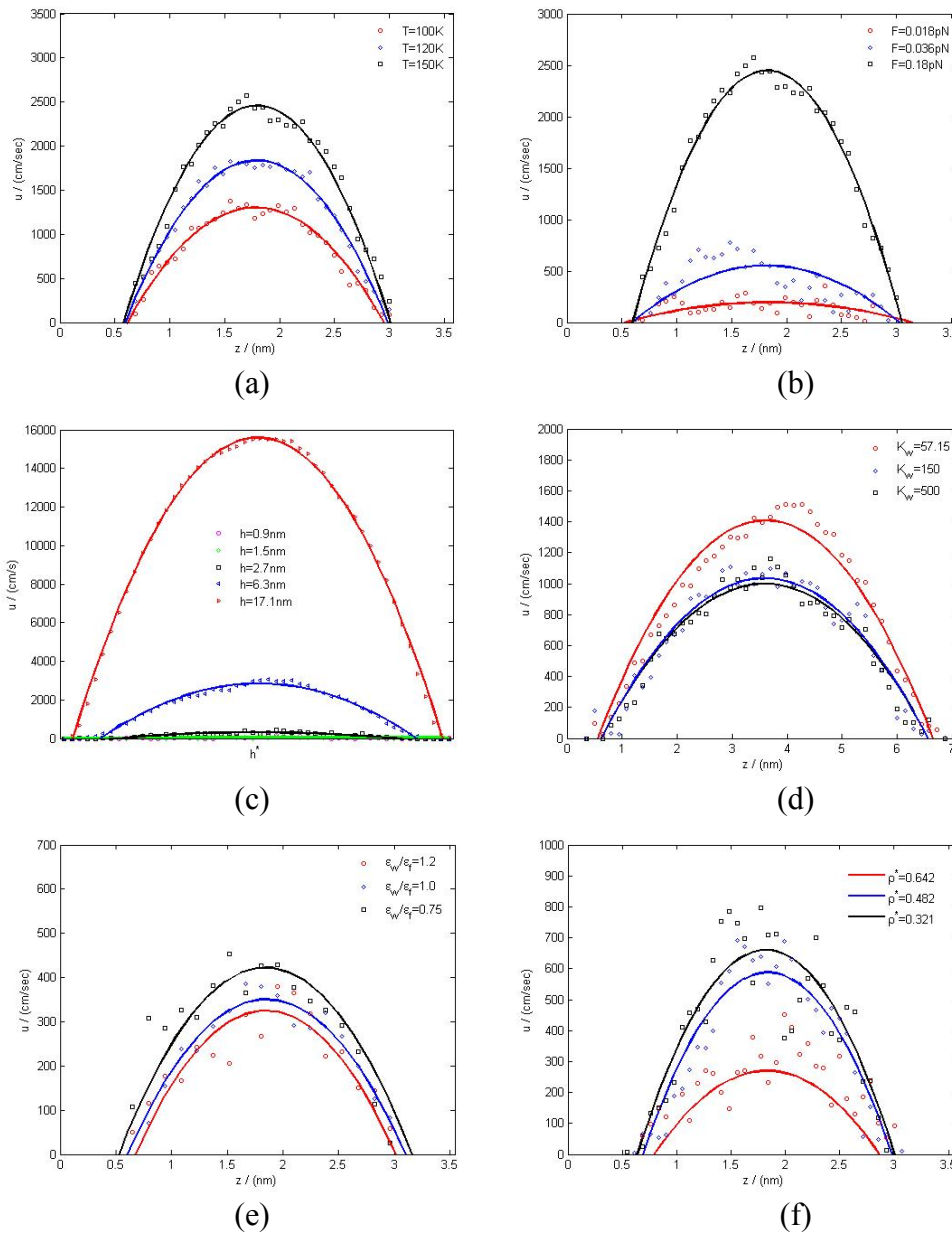 3500
3000
2500
2000
1500
1000
500
0
u / (cm/sec)
T=100K
T=120K
T=150K
0 0.5 1 1.5 2 2.5 3 3.5
z / (nm)
(a)
3000
2500
2000
1500
1000
500
0
u / (cm/sec)
F=0.018pN
F=0.036pN
F=0.18pN
0 0.5 1 1.5 2 2.5 3 3.5
z / (nm)
(b)
16000
14000
12000
10000
8000
6000
4000
2000
0
u / (cm/s)
h=0.9nm
h=1.5nm
h=2.7nm
h=6.3nm
h=17.1nm
h*
(c)
2000
1800
1600
1400
1200
1000
800
600
400
200
0
u / (cm/sec)
K_w=57.15
K_w=150
K_w=500
0 1 2 3 4 5 6 7
z / (nm)
(d)
700
600
500
400
300
200
100
0
u / (cm/sec)
ε_w/ε_f=1.2
ε_w/ε_f=1.0
ε_w/ε_f=0.75
0 0.5 1 1.5 2 2.5 3 3.5
z / (nm)
(e)
1000
900
800
700
600
500
400
300
200
100
0
u / (cm/sec)
ρ*=0.642
ρ*=0.482
ρ*=0.321
0 0.5 1 1.5 2 2.5 3 3.5
z / (nm)
(f)